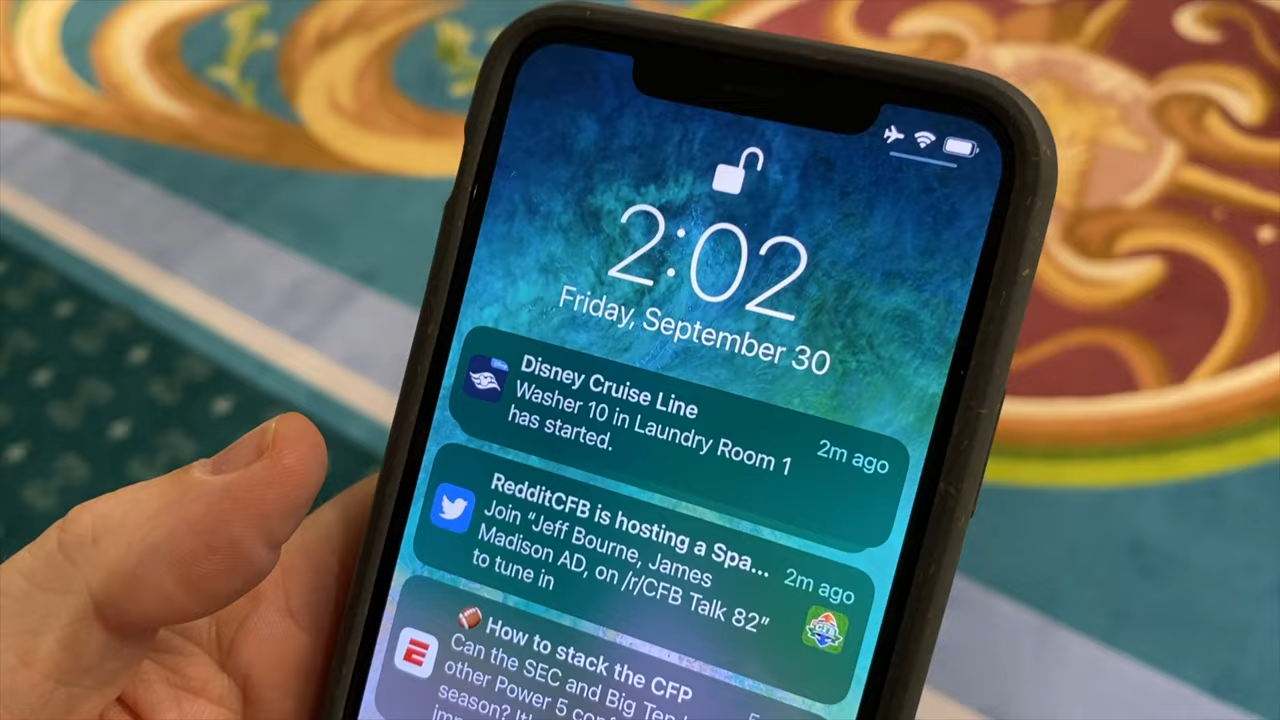 2:02
Friday, September 30
Disney Cruise Line
Washer 10 in Laundry Room 1
has started.
2m ago
RedditCFB is hosting a Spa...
Join “Jeff Bourne, James
Madison AD, on /r/CFB Talk 82”
to tune in
2m ago
🏈 How to stack the CFP
Can the SEC and Big Ten
other Power 5
season?